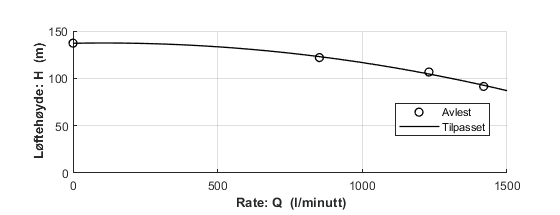 150
100
50
0
Løftehøyde: H (m)
Avlest
Tilpasset
0 500 1000 1500
Rate: Q (l/minutt)